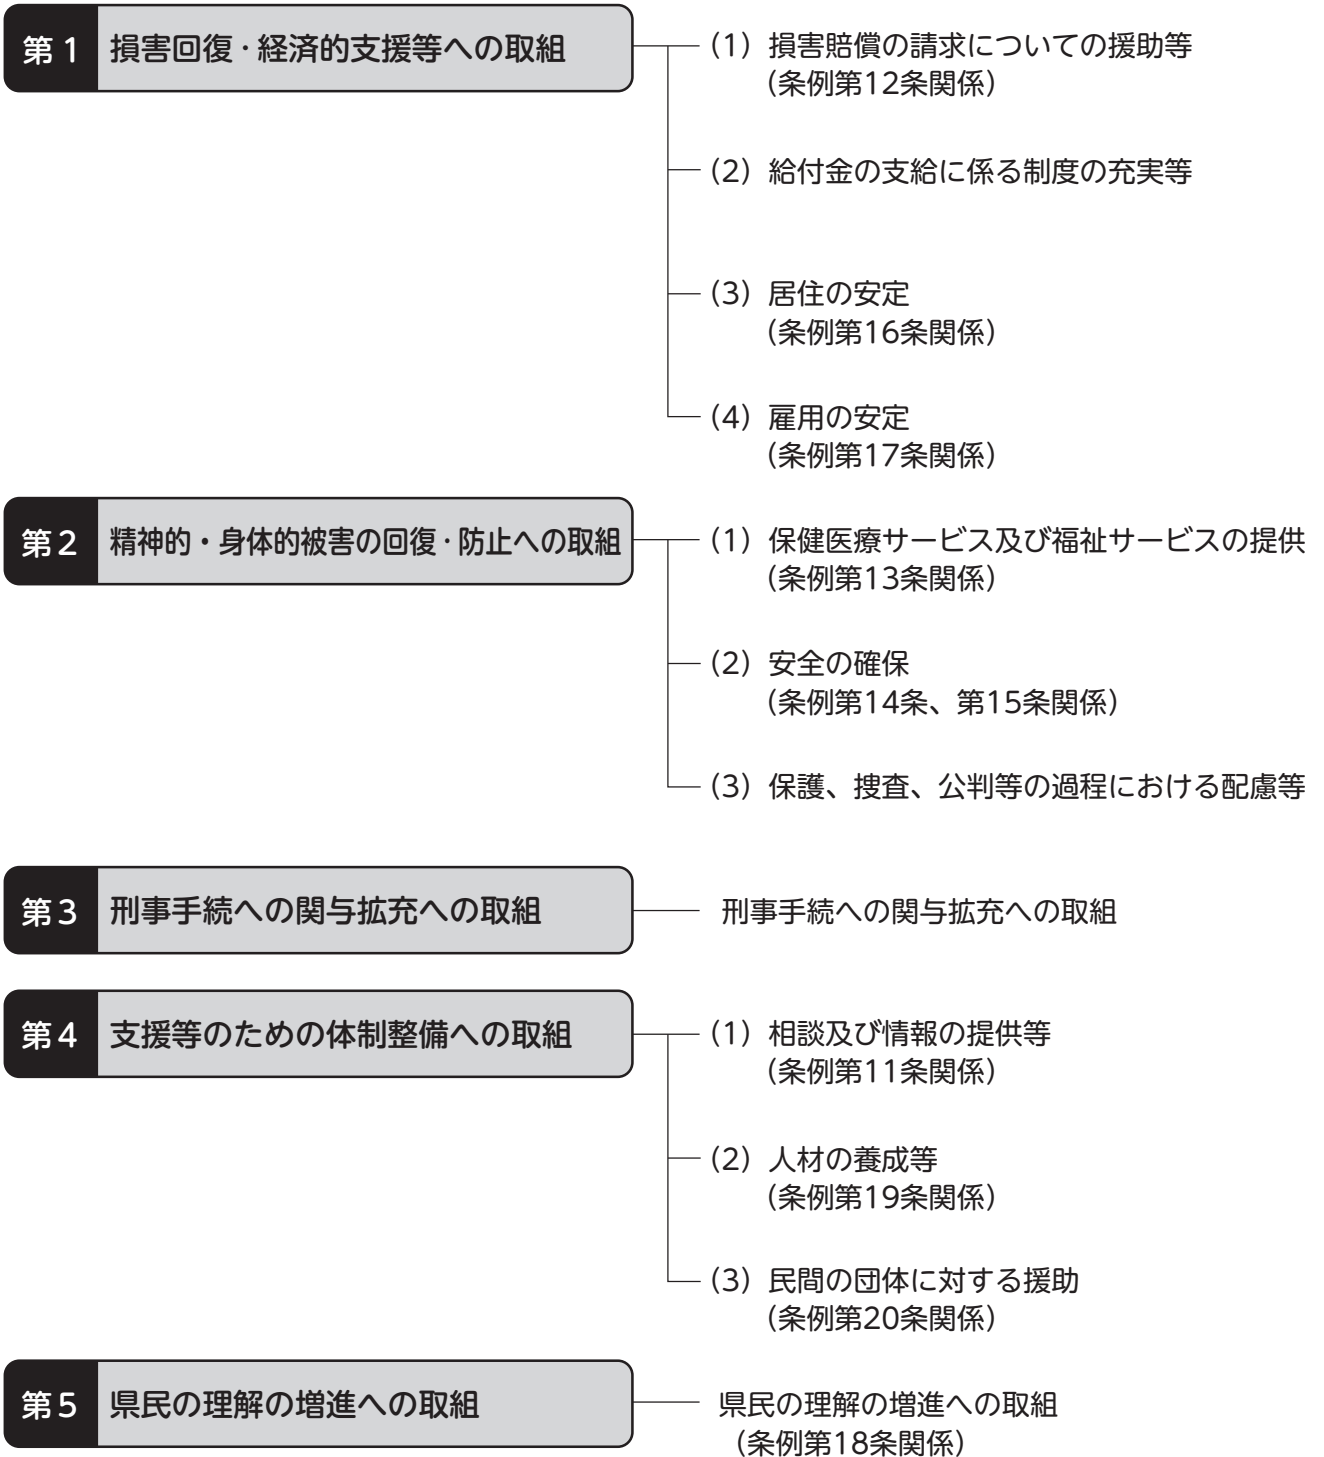 第1 損害回復・経済的支援等への取組
(1) 損害賠償の請求についての援助等
(条例第12条関係)
(2) 給付金の支給に係る制度の充実等
(3) 居住の安定
(条例第16条関係)
(4) 雇用の安定
(条例第17条関係)
第2 精神的・身体的被害の回復・防止への取組
(1) 保健医療サービス及び福祉サービスの提供
(条例第13条関係)
(2) 安全の確保
(条例第14条、第15条関係)
(3) 保護、捜査、公判等の過程における配慮等
第3 刑事手続への関与拡充への取組
刑事手続への関与拡充への取組
第4 支援等のための体制整備への取組
(1) 相談及び情報の提供等
(条例第11条関係)
(2) 人材の養成等
(条例第19条関係)
(3) 民間の団体に対する援助
(条例第20条関係)
第5 県民の理解の増進への取組
県民の理解の増進への取組
(条例第18条関係)